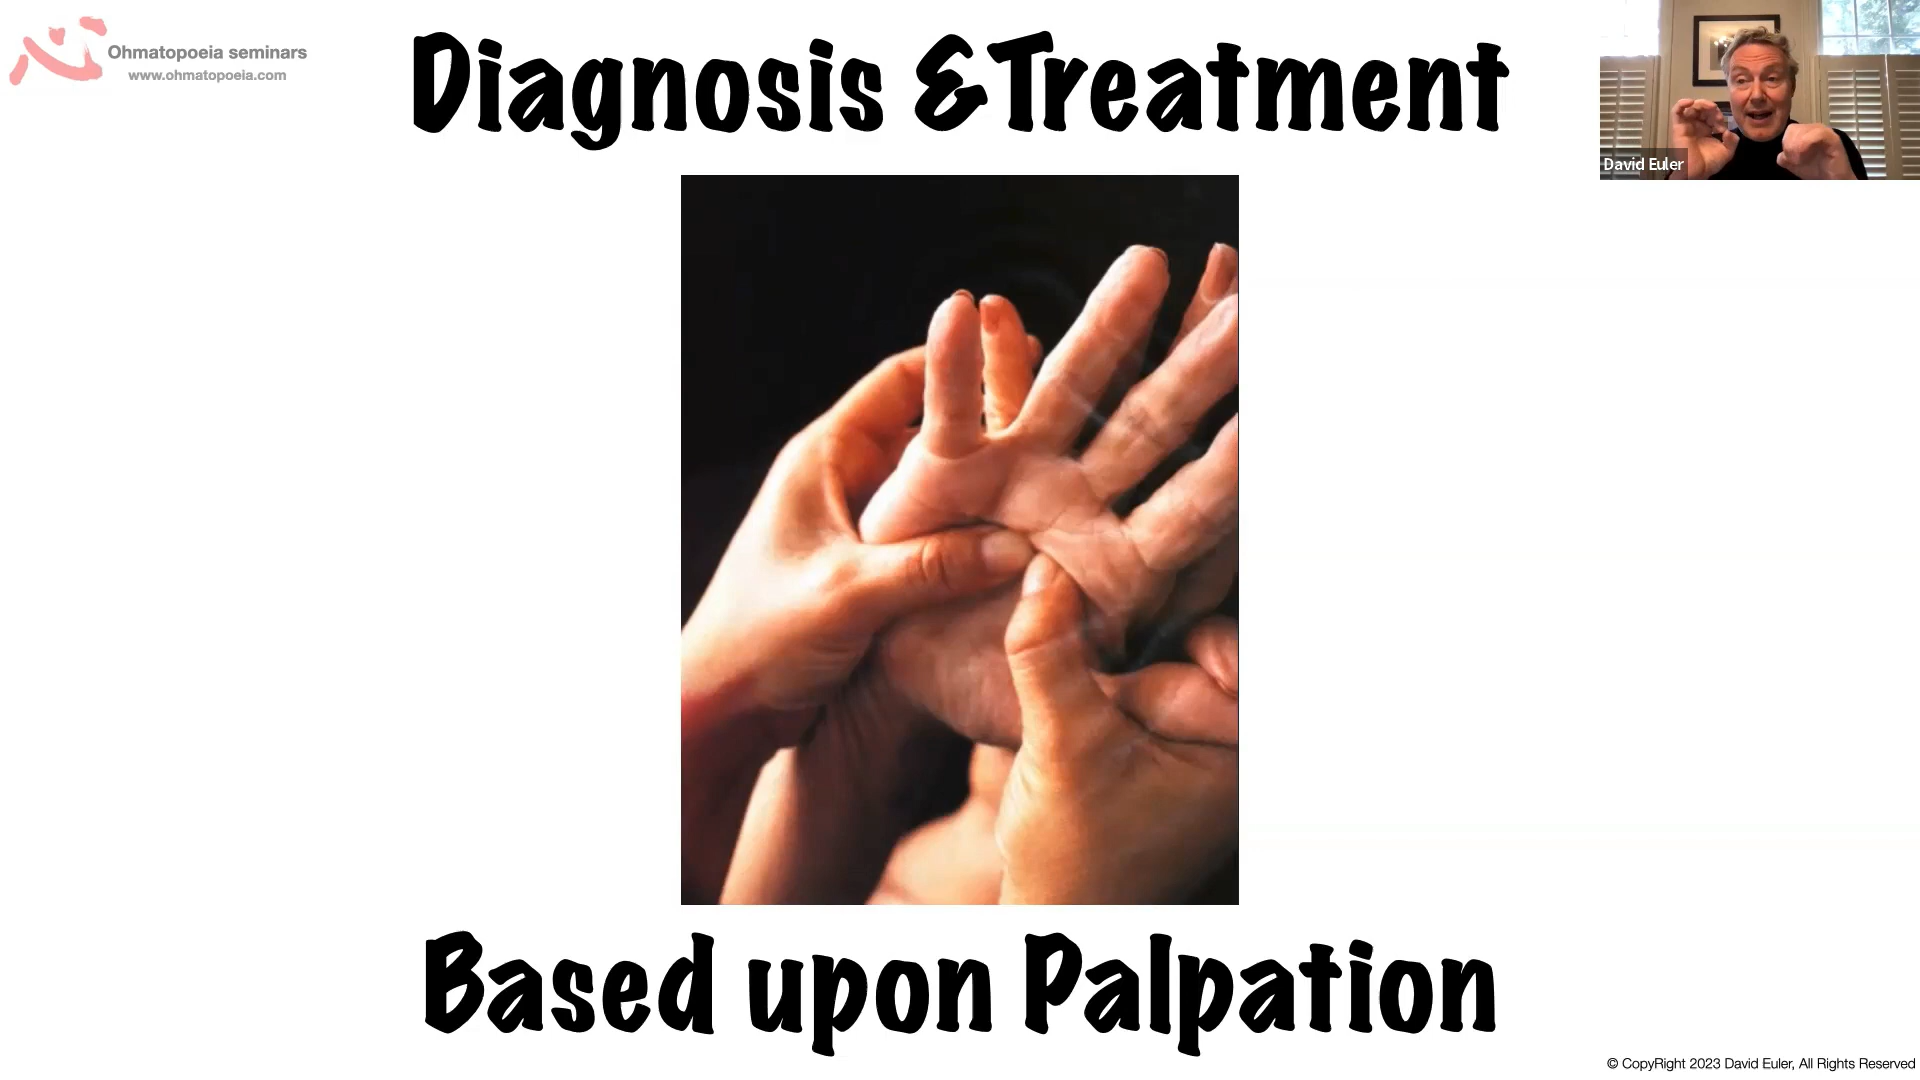 Ohmatopoeia seminars
www.ohmatopoeia.com
Diagnosis &Treatment
David Euler
Based upon Palpation
© CopyRight 2023 David Euler, All Rights Reserved